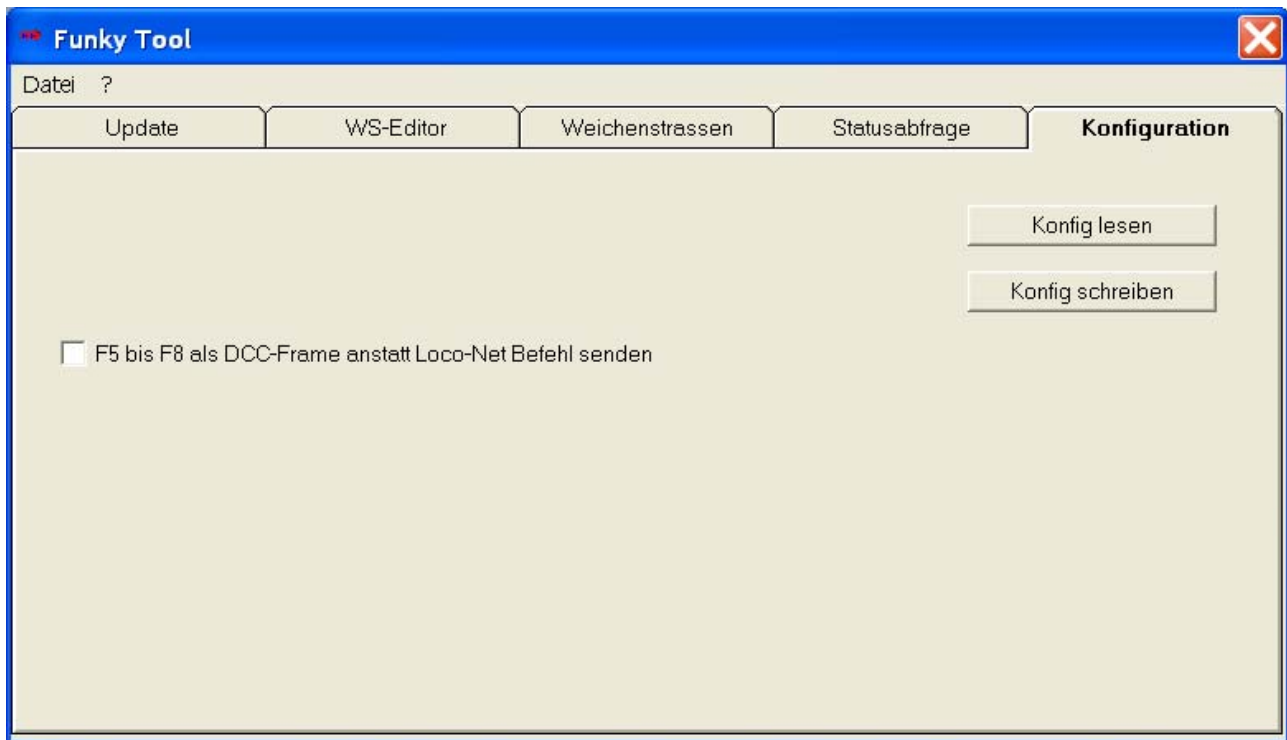 Funky Tool
Datei ?
Update WS-Editor Weichenstrassen Statusabfrage Konfiguration
Konfig lesen
Konfig schreiben
F5 bis F8 als DCC-Frame anstatt Loco-Net Befehl senden